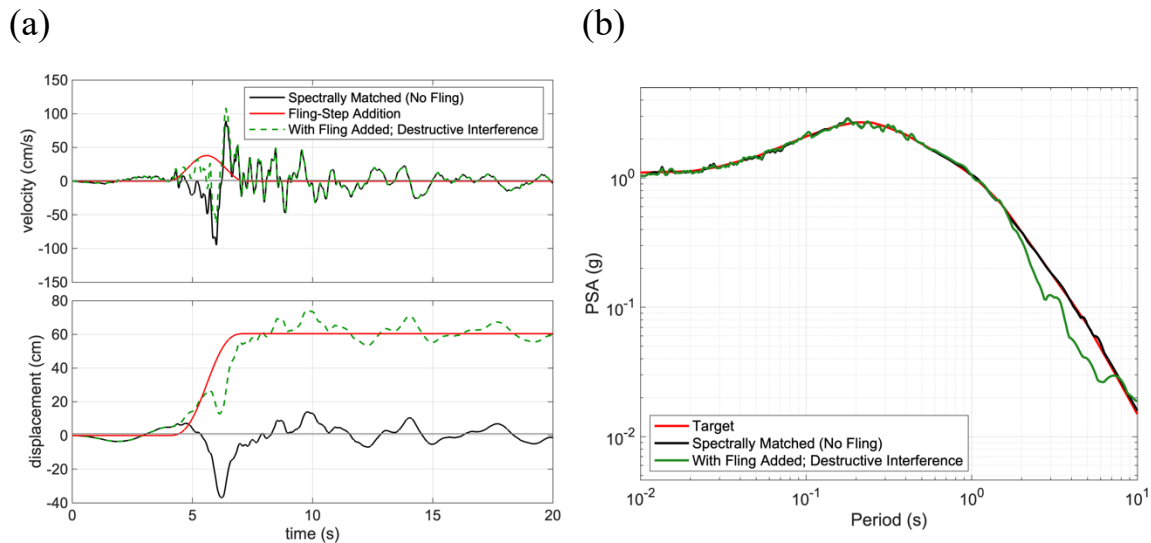 (a)
(b)
150
100
50
0
-50
-100
-150
velocity (cm/s)
Spectrally Matched (No Fling)
Fling-Step Addition
With Fling Added; Destructive Interference
80
60
40
20
0
-20
-40
displacement (cm)
0
5
10
15
20
time (s)
10^0
10^-1
10^-2
PSA (g)
Target
Spectrally Matched (No Fling)
With Fling Added; Destructive Interference
10^-2
10^-1
10^0
10^1
Period (s)